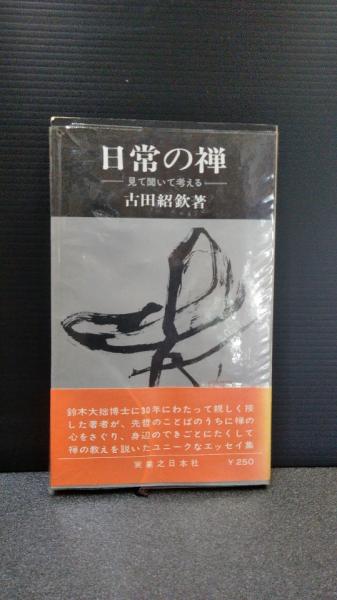 日常の禅
見て聞いて考える
古田紹欽著
鈴木大拙博士に30年にわたって親しく接
した著者が、先哲のことばのうちに禅の
心をさぐり、身辺のできごとにたくして
禅の教えを説いたユニークなエッセイ集
実業之日本社 ¥250